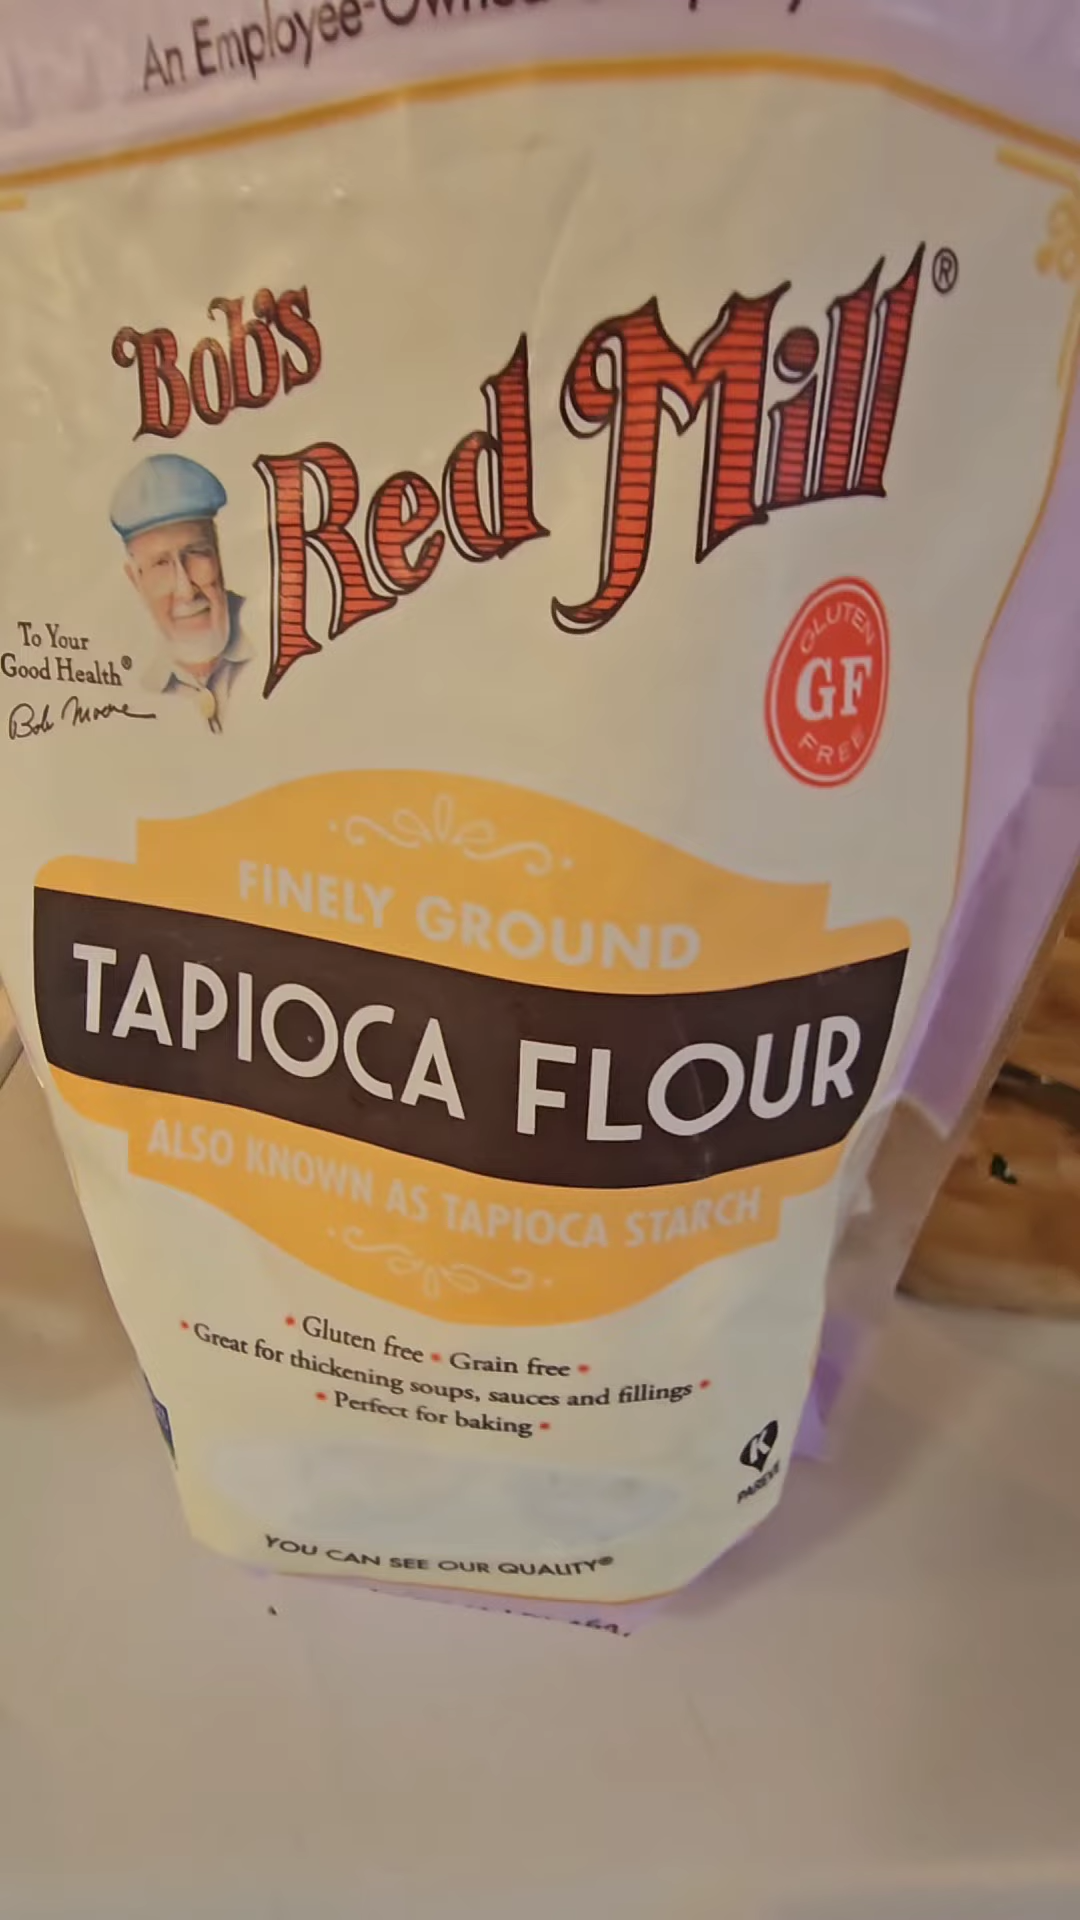 An Employee-Owned
Bob's
Red Mill®
To Your
Good Health®
Bob Moore
GLUTEN
GF
FREE
FINELY GROUND
TAPIOCA FLOUR
ALSO KNOWN AS TAPIOCA STARCH
• Gluten free • Grain free •
• Great for thickening soups, sauces and fillings •
• Perfect for baking •
K
PAREVE
YOU CAN SEE OUR QUALITY®